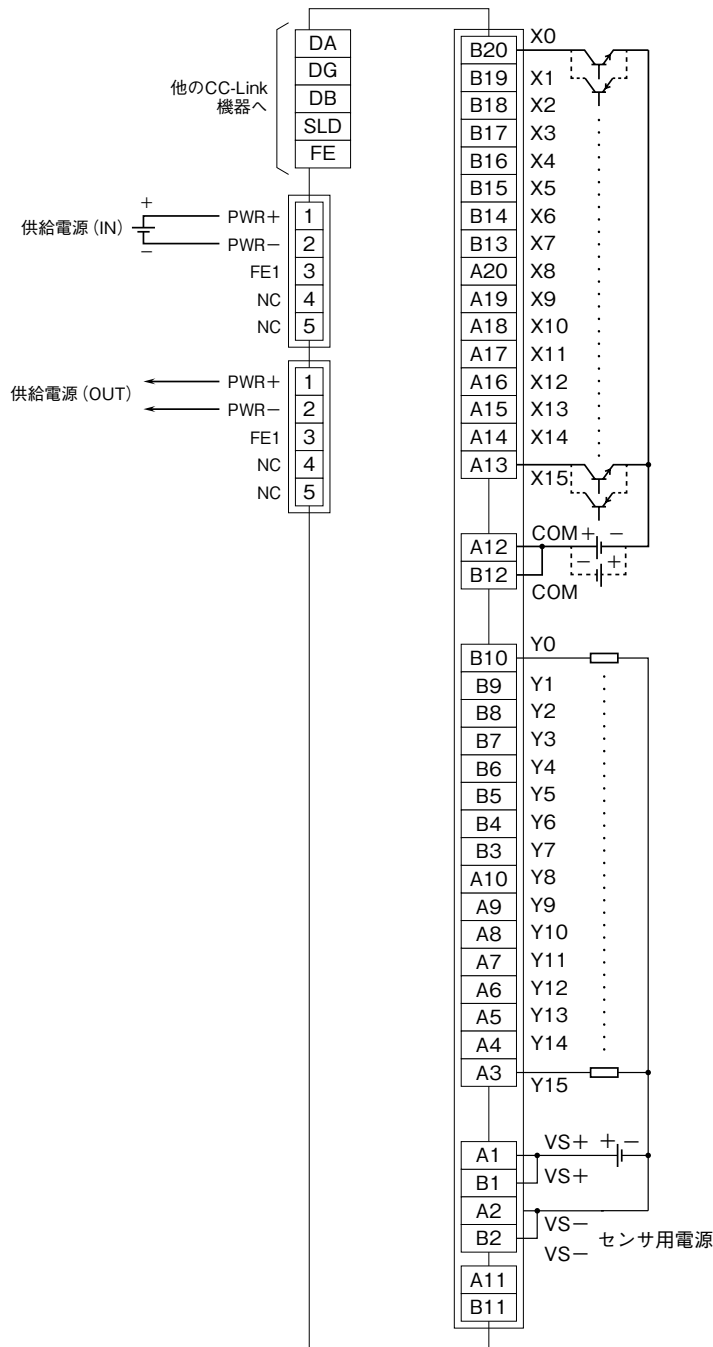 他のCC-Link
機器へ
DA
DG
DB
SLD
FE
供給電源（IN）
+
−
PWR+ 1
PWR− 2
FE1 3
NC 4
NC 5
供給電源（OUT）
PWR+ 1
PWR− 2
FE1 3
NC 4
NC 5
B20 X0
B19 X1
B18 X2
B17 X3
B16 X4
B15 X5
B14 X6
B13 X7
A20 X8
A19 X9
A18 X10
A17 X11
A16 X12
A15 X13
A14 X14
A13 X15
A12 COM + −
B12 COM − +
B10 Y0
B9 Y1
B8 Y2
B7 Y3
B6 Y4
B5 Y5
B4 Y6
B3 Y7
A10 Y8
A9 Y9
A8 Y10
A7 Y11
A6 Y12
A5 Y13
A4 Y14
A3 Y15
A1 VS+ + −
B1 VS+
A2 VS−
B2 VS−
センサ用電源
A11
B11